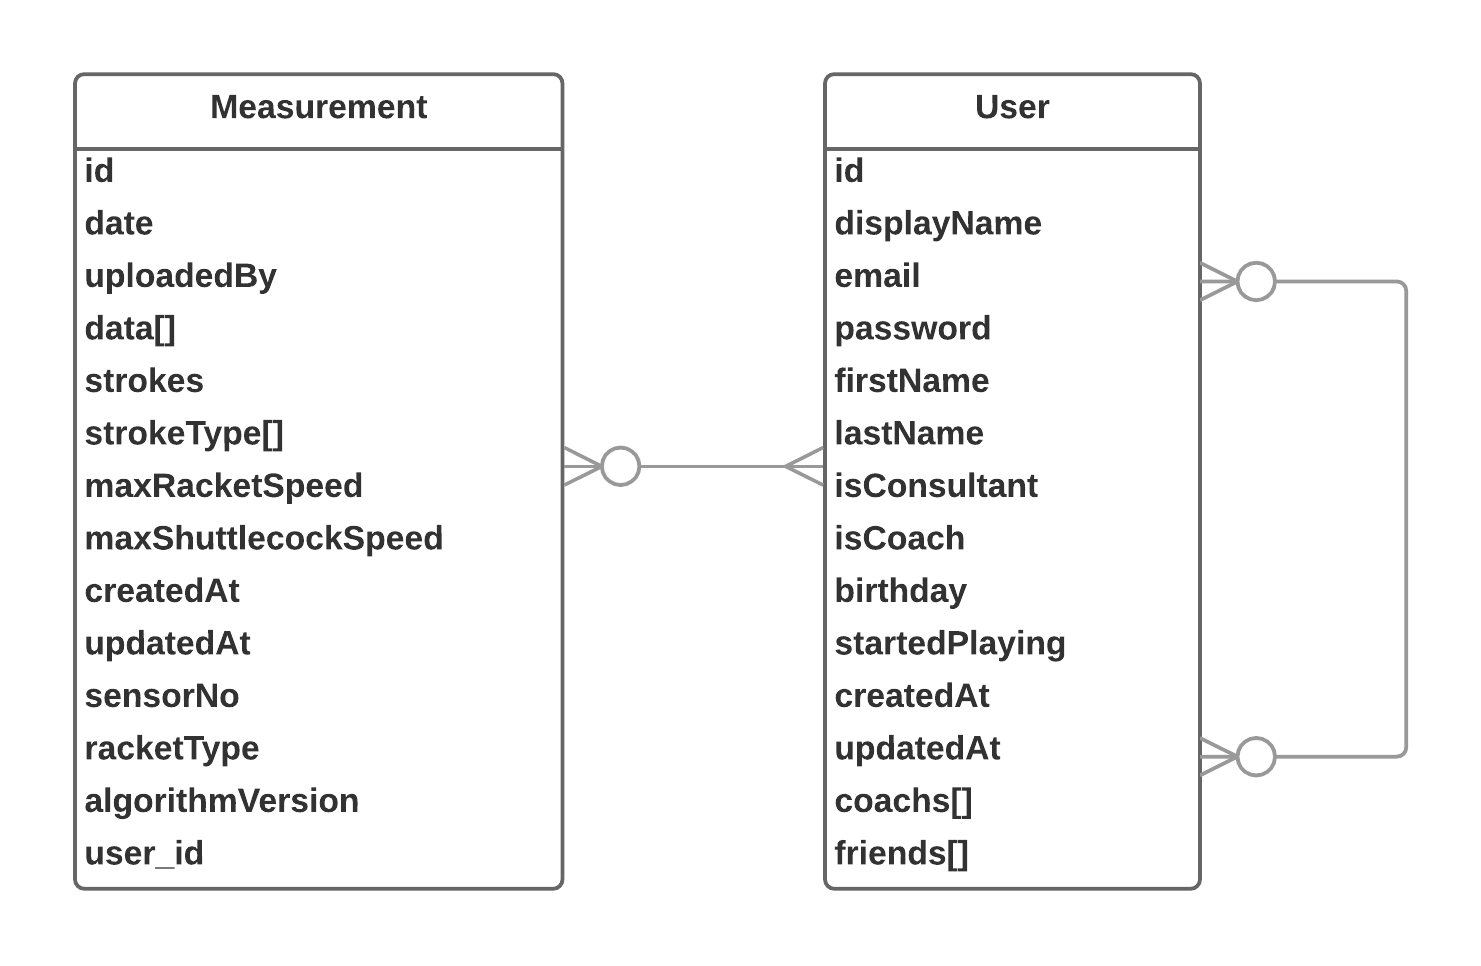 Measurement
id
date
uploadedBy
data[]
strokes
strokeType[]
maxRacketSpeed
maxShuttlecockSpeed
createdAt
updatedAt
sensorNo
racketType
algorithmVersion
user_id
User
id
displayName
email
password
firstName
lastName
isConsultant
isCoach
birthday
startedPlaying
createdAt
updatedAt
coachs[]
friends[]